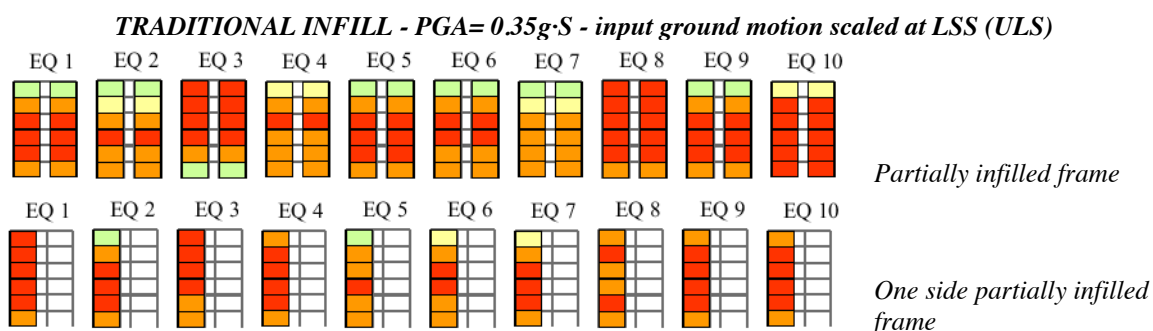 TRADITIONAL INFILL - PGA= 0.35g·S - input ground motion scaled at LSS (ULS)
EQ 1 EQ 2 EQ 3 EQ 4 EQ 5 EQ 6 EQ 7 EQ 8 EQ 9 EQ 10
Partially infilled frame
EQ 1 EQ 2 EQ 3 EQ 4 EQ 5 EQ 6 EQ 7 EQ 8 EQ 9 EQ 10
One side partially infilled
frame